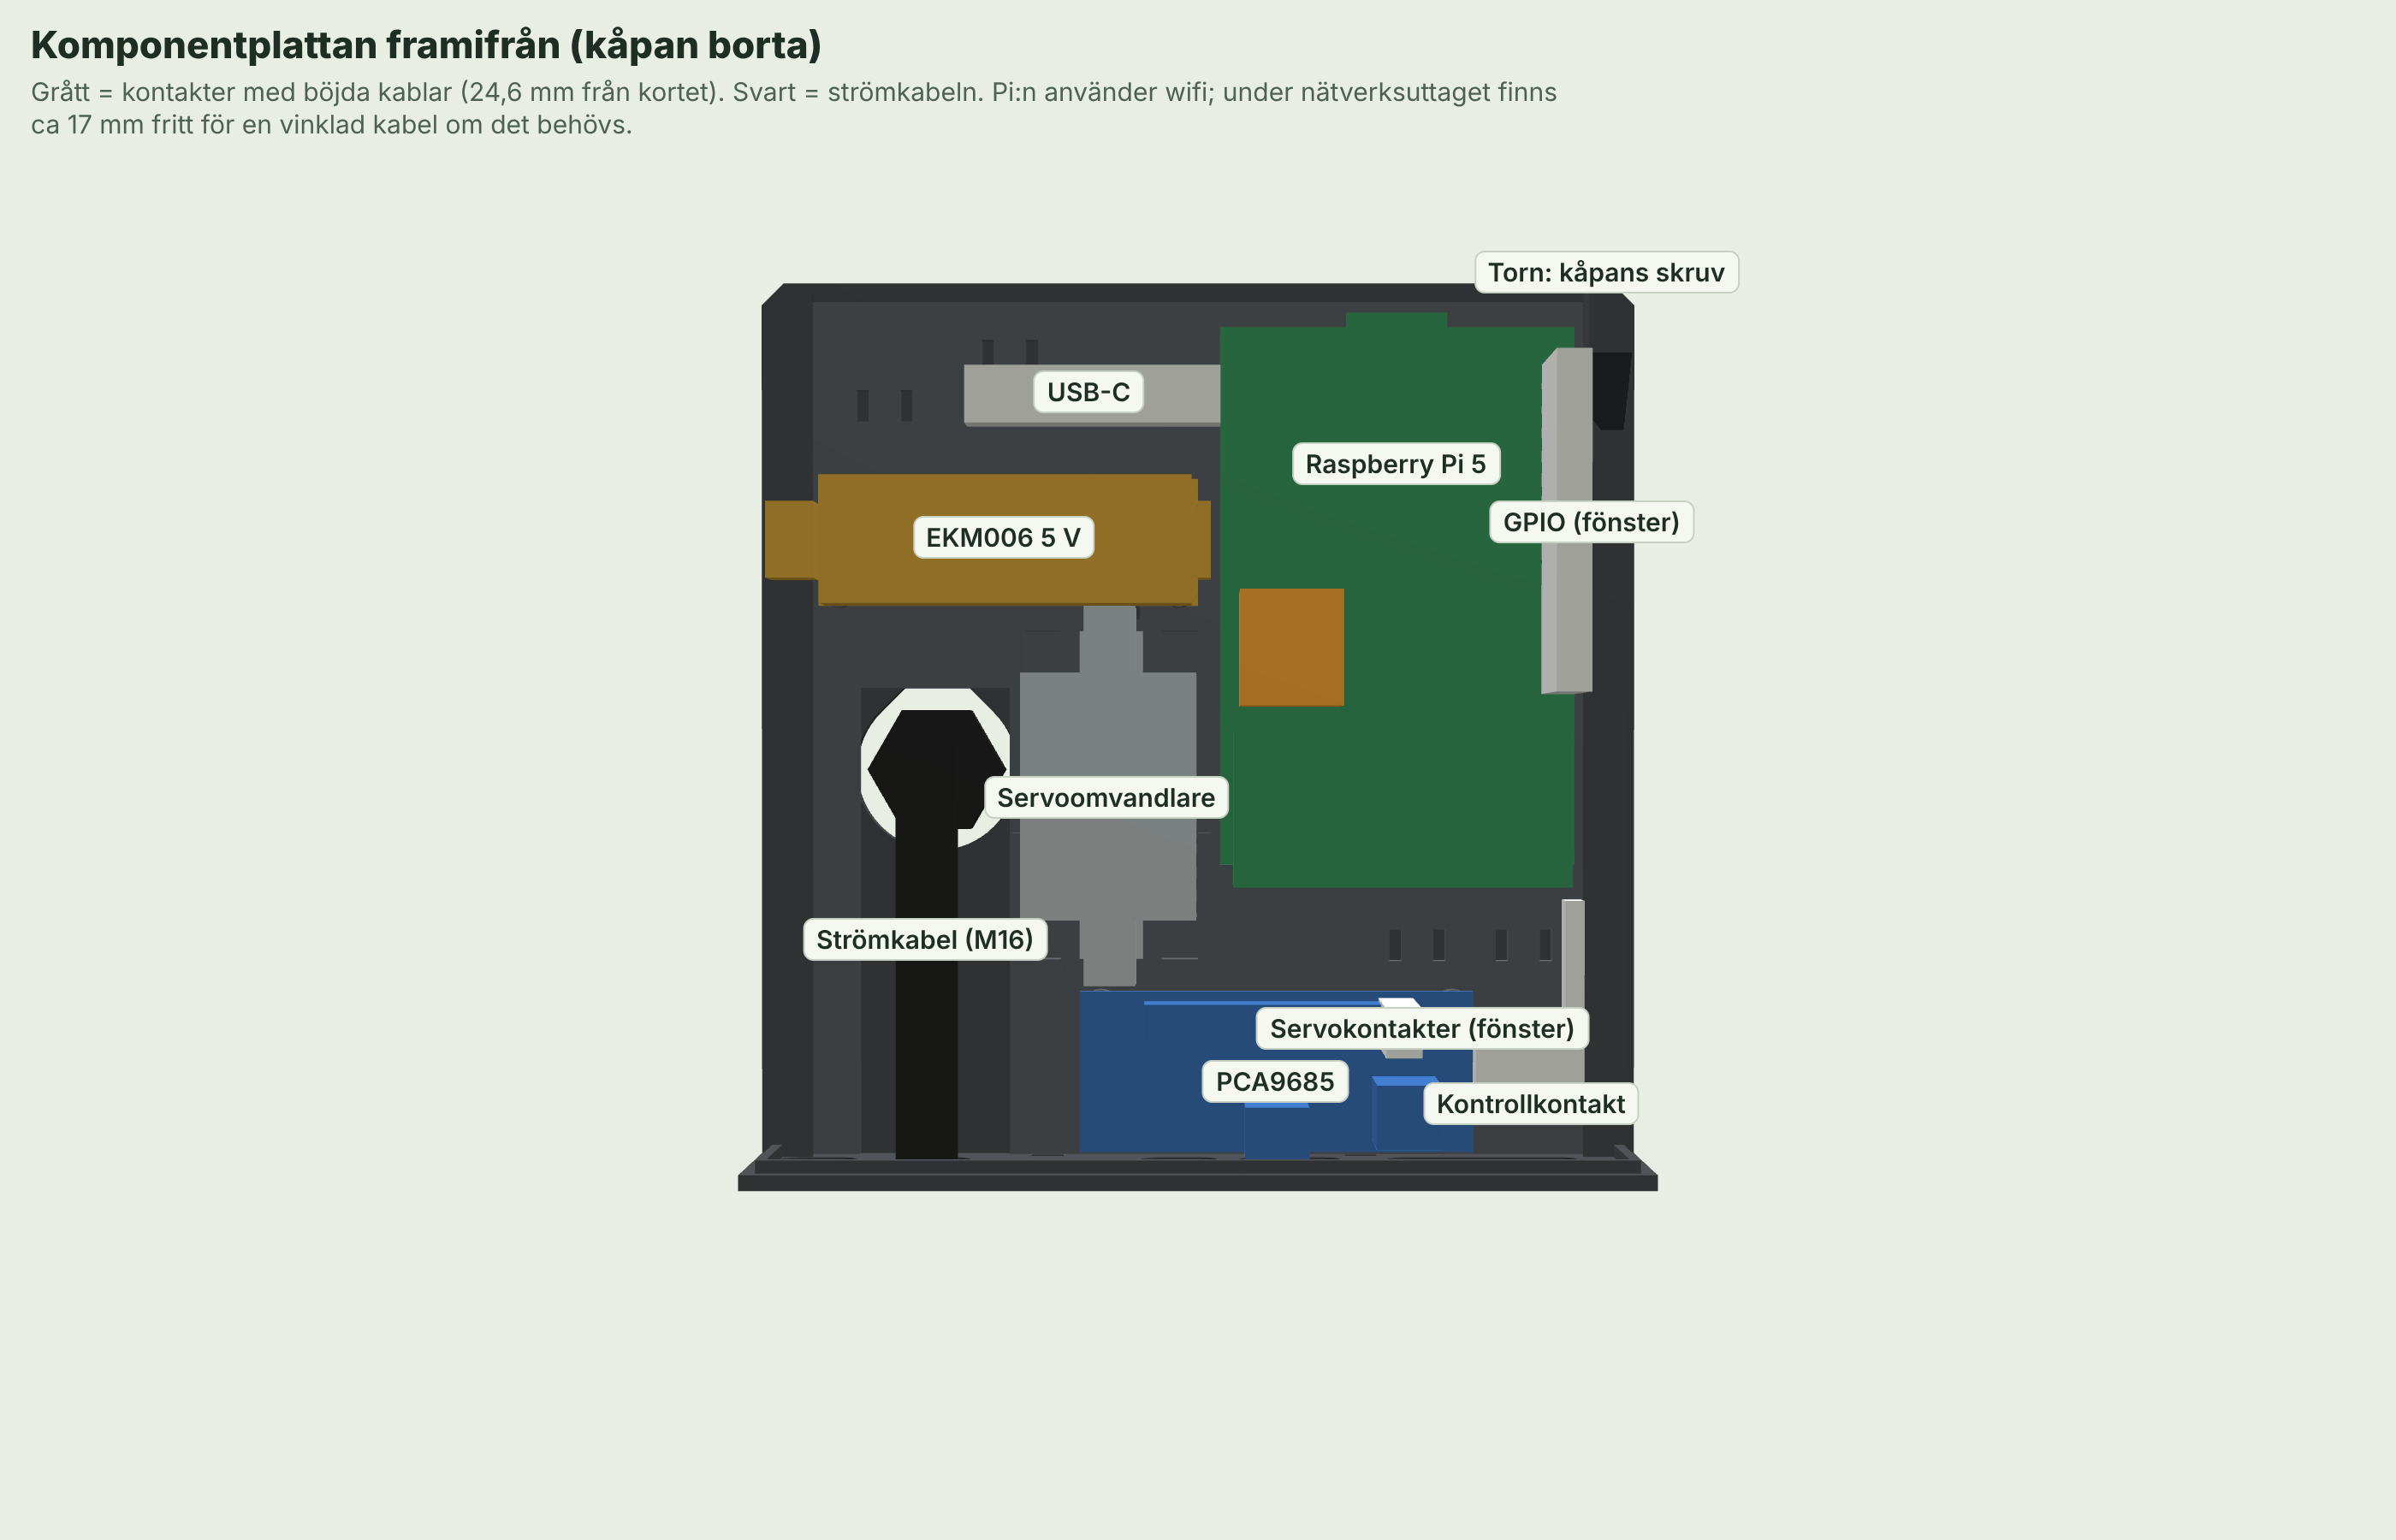 Komponentplattan framifrån (kåpan borta)
Grått = kontakter med böjda kablar (24,6 mm från kortet). Svart = strömkabeln. Pi:n använder wifi; under nätverksuttaget finns
ca 17 mm fritt för en vinklad kabel om det behövs.
Torn: kåpans skruv
USB-C
Raspberry Pi 5
GPIO (fönster)
EKM006 5 V
Servoomvandlare
Strömkabel (M16)
Servokontakter (fönster)
PCA9685
Kontrollkontakt